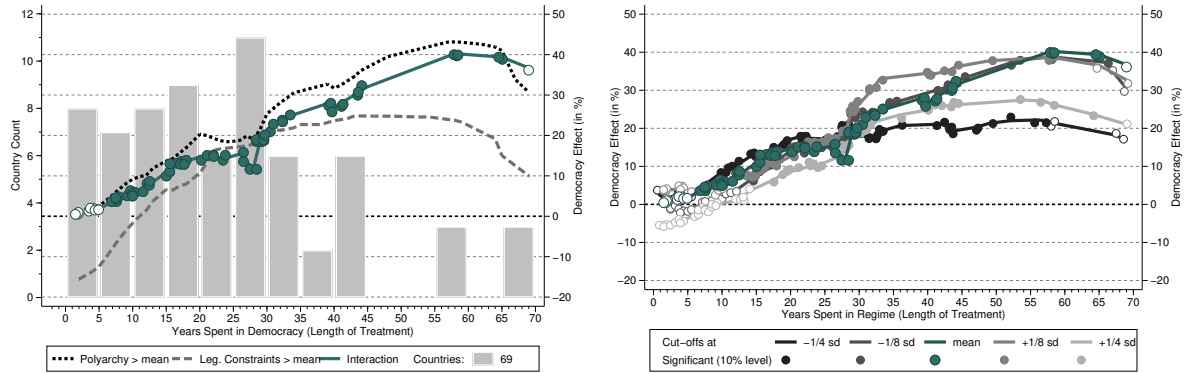 12
10
8
6
4
2
0
Country Count
50
40
30
20
10
0
−10
−20
Democracy Effect (in %)
0 5 10 15 20 25 30 35 40 45 50 55 60 65 70
Years Spent in Democracy (Length of Treatment)
Polyarchy > mean Leg. Constraints > mean Interaction Countries: 69
50
40
30
20
10
0
−10
−20
Democracy Effect (in %)
50
40
30
20
10
0
−10
−20
Democracy Effect (in %)
0 5 10 15 20 25 30 35 40 45 50 55 60 65 70
Years Spent in Regime (Length of Treatment)
Cut−offs at −1/4 sd −1/8 sd mean +1/8 sd +1/4 sd
Significant (10% level)